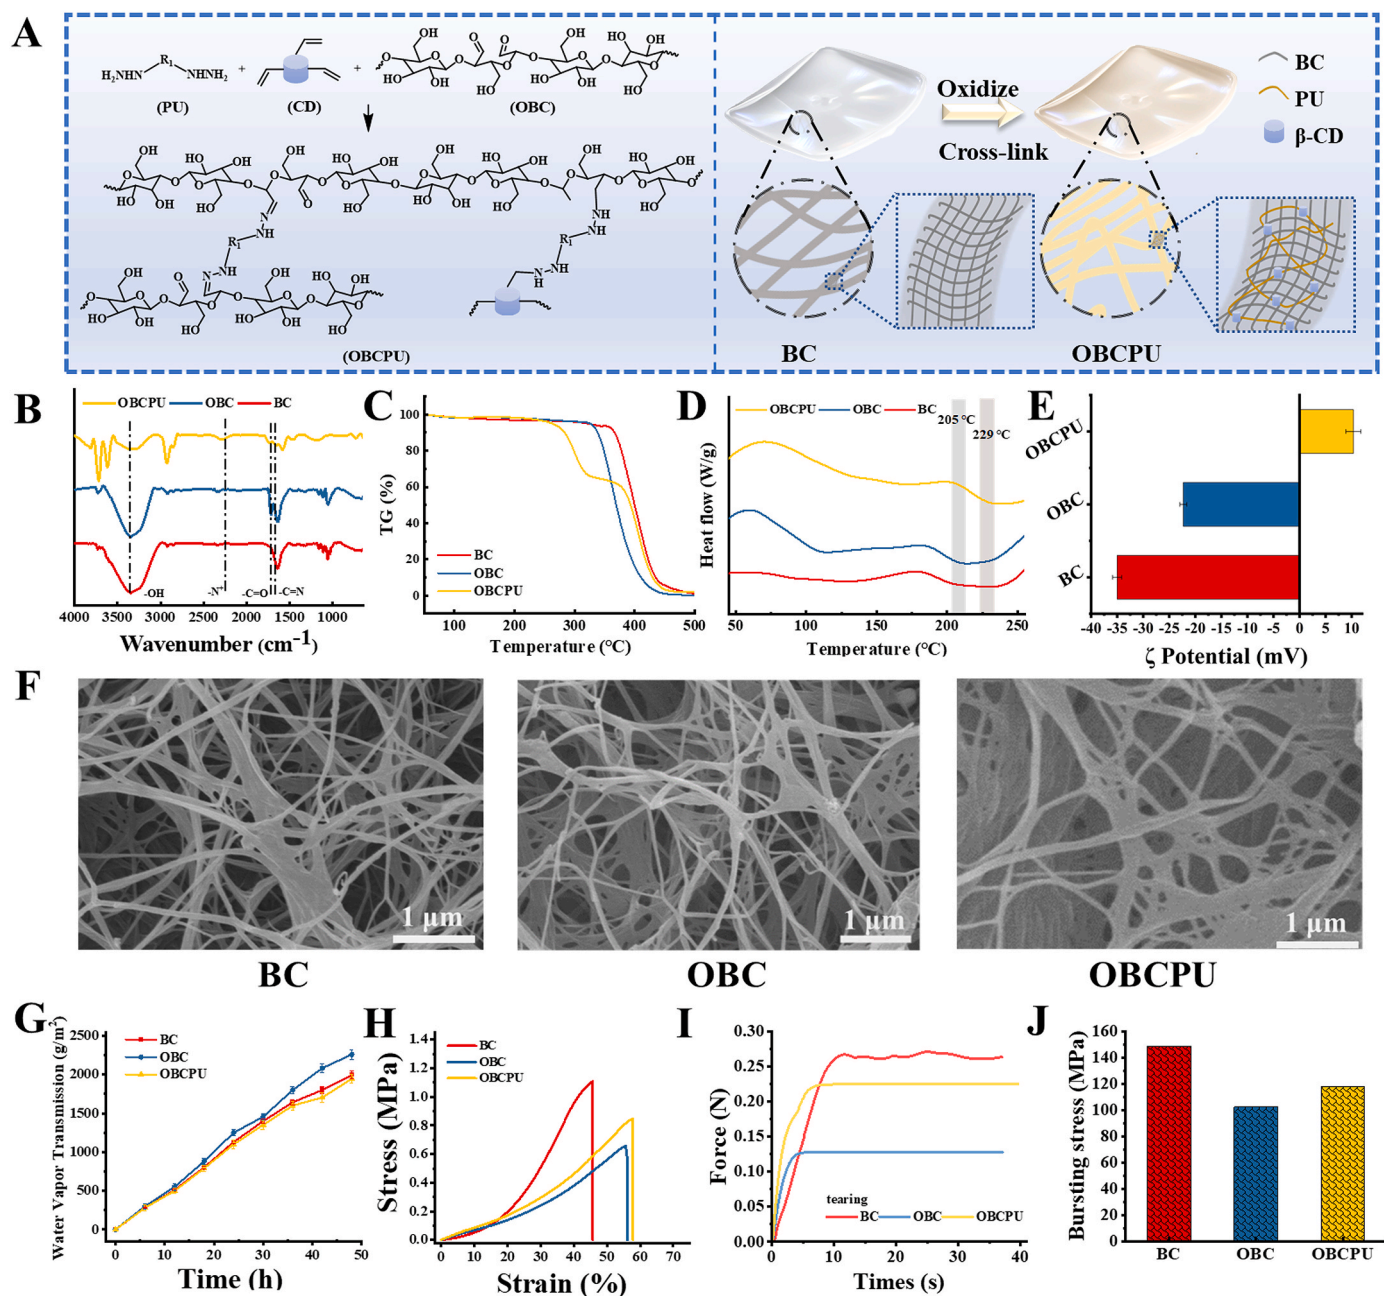 A
OH
H₂NHN
R₁
NHNH₂
(PU)
+
(CD)
+
(OBC)
(OBCPU)
Oxidize
Cross-link
BC
PU
β-CD
BC
OBCPU
B
OBCPU
OBC
BC
-OH
-N⁺
-C=O
-C=N
4000 3500 3000 2500 2000 1500 1000
Wavenumber (cm⁻¹)
C
TG (%)
100
80
60
40
20
0
BC
OBC
OBCPU
100 200 300 400 500
Temperature (℃)
D
Heat flow (W/g)
OBCPU
OBC
BC
205 ℃
229 ℃
50 100 150 200 250
Temperature (℃)
E
OBCPU
OBC
BC
-40 -35 -30 -25 -20 -15 -10 -5 0 5 10
ζ Potential (mV)
F
1 μm
1 μm
1 μm
BC
OBC
OBCPU
G
Water Vapor Transmission (g/m²)
2500
2000
1500
1000
500
0
BC
OBC
OBCPU
0 10 20 30 40 50
Time (h)
H
Stress (MPa)
1.4
1.2
1.0
0.8
0.6
0.4
0.2
0.0
BC
OBC
OBCPU
0 10 20 30 40 50 60 70
Strain (%)
I
Force (N)
0.30
0.25
0.20
0.15
0.10
0.05
0.00
tearing
BC
OBC
OBCPU
0 10 20 30 40
Times (s)
J
Bursting stress (MPa)
160
140
120
100
80
60
40
20
0
BC
OBC
OBCPU